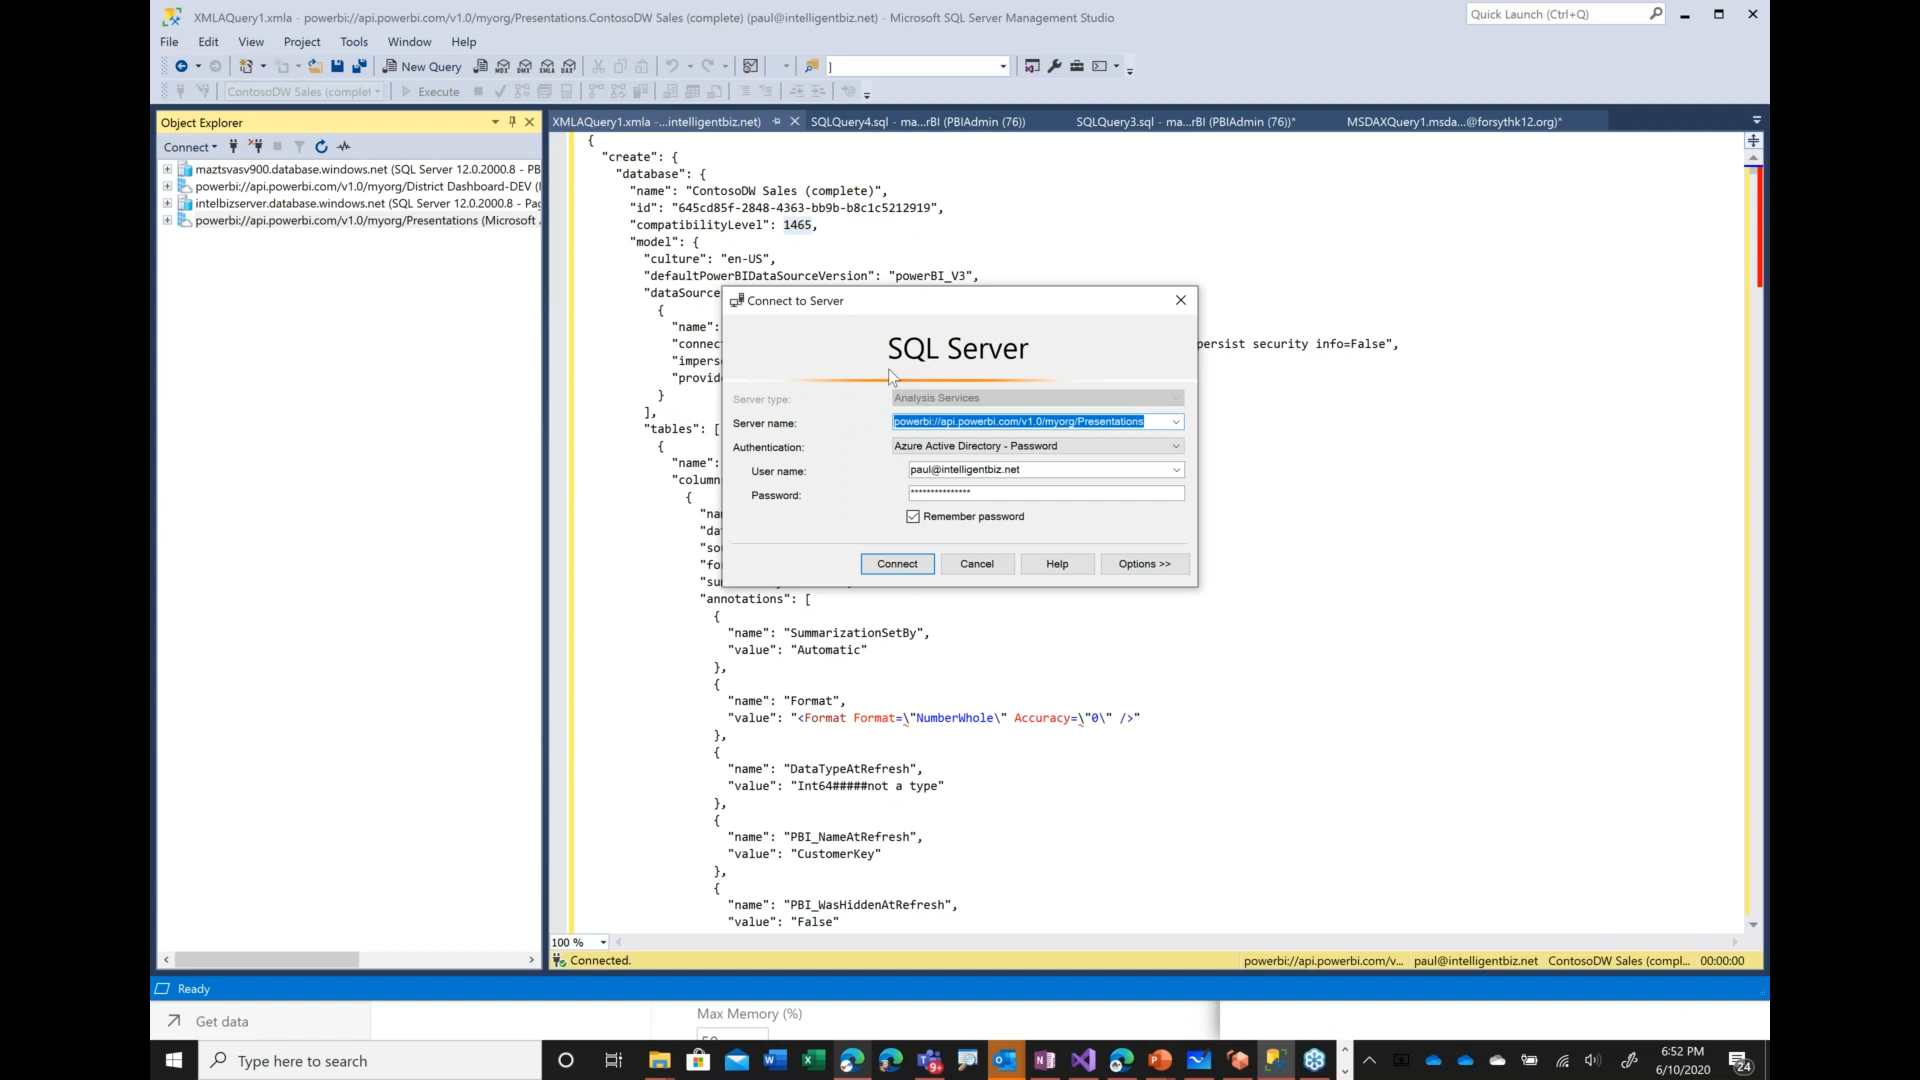 XMLAQuery1.xmla - powerbi://api.powerbi.com/v1.0/myorg/Presentations.ContosoDW Sales (complete) (paul@intelligentbiz.net) - Microsoft SQL Server Management Studio
Quick Launch (Ctrl+Q)
File Edit View Project Tools Window Help
New Query
]
ContosoDW Sales (complet
Execute
Object Explorer
XMLAQuery1.xmla -...intelligentbiz.net)
SQLQuery4.sql - ma...rBI (PBIAdmin (76))
SQLQuery3.sql - ma...rBI (PBIAdmin (76))*
MSDAXQuery1.msda...@forsythk12.org)*
Connect
maztsvasv900.database.windows.net (SQL Server 12.0.2000.8 - PB
powerbi://api.powerbi.com/v1.0/myorg/District Dashboard-DEV (
intelbizserver.database.windows.net (SQL Server 12.0.2000.8 - Pa
powerbi://api.powerbi.com/v1.0/myorg/Presentations (Microsoft
{
"create": {
"database": {
"name": "ContosoDW Sales (complete)",
"id": "645cd85f-2848-4363-bb9b-b8c1c5212919",
"compatibilityLevel": 1465,
"model": {
"culture": "en-US",
"defaultPowerBIDataSourceVersion": "powerBI_V3",
"dataSource
{
"name":
"connec
persist security info=False",
"impers
"provid
}
],
"tables": [
{
"name":
"column
{
"na
"da
"so
"fo
"su
"annotations": [
{
"name": "SummarizationSetBy",
"value": "Automatic"
},
{
"name": "Format",
"value": "<Format Format=\"NumberWhole\" Accuracy=\"0\" />"
},
{
"name": "DataTypeAtRefresh",
"value": "Int64#####not a type"
},
{
"name": "PBI_NameAtRefresh",
"value": "CustomerKey"
},
{
"name": "PBI_WasHiddenAtRefresh",
"value": "False"
Connect to Server
SQL Server
Server type: Analysis Services
Server name: powerbi://api.powerbi.com/v1.0/myorg/Presentations
Authentication: Azure Active Directory - Password
User name: paul@intelligentbiz.net
Password: ***************
Remember password
Connect Cancel Help Options >>
100 %
Connected.
powerbi://api.powerbi.com/v... paul@intelligentbiz.net ContosoDW Sales (compl... 00:00:00
Ready
Get data
Max Memory (%)
50
Type here to search
9+
6:52 PM
6/10/2020
24